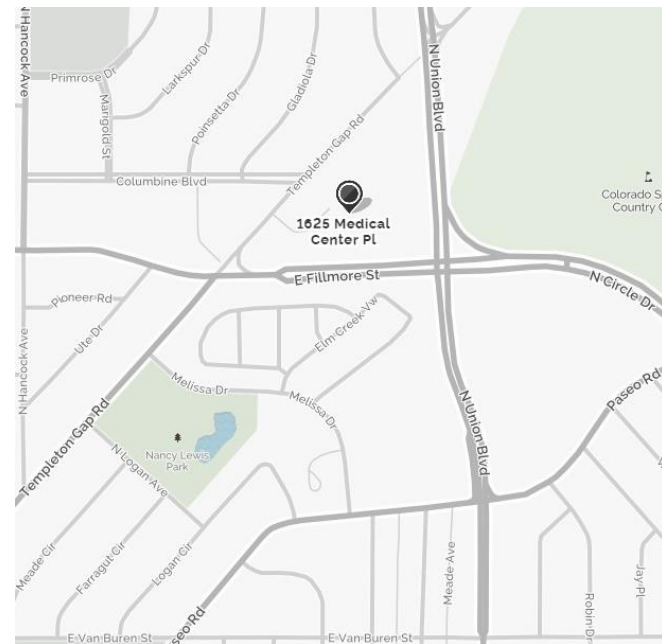 N Hancock Ave
Primrose Dr
Larkspur Dr
Marigold St
Poinsetta Dr
Gladiola Dr
Templeton Gap Rd
N Union Blvd
Columbine Blvd
1625 Medical
Center Pl
Colorado S
Country C
E Fillmore St
N Circle Dr
Pioneer Rd
Ute Dr
N Hancock Ave
Elm Creek Vw
Melissa Dr
Melissa Dr
Templeton Gap Rd
Nancy Lewis
Park
N Logan Ave
N Union Blvd
Paseo Rd
Meade Cir
Farragut Cir
Logan Cir
Meade Ave
Robin Dr
Jay Pl
seo Rd
E Van Buren St
E Van Buren St